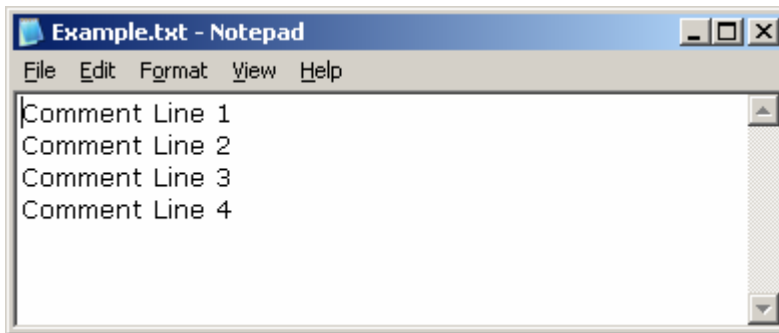 Example.txt - Notepad
File Edit Format View Help
Comment Line 1
Comment Line 2
Comment Line 3
Comment Line 4